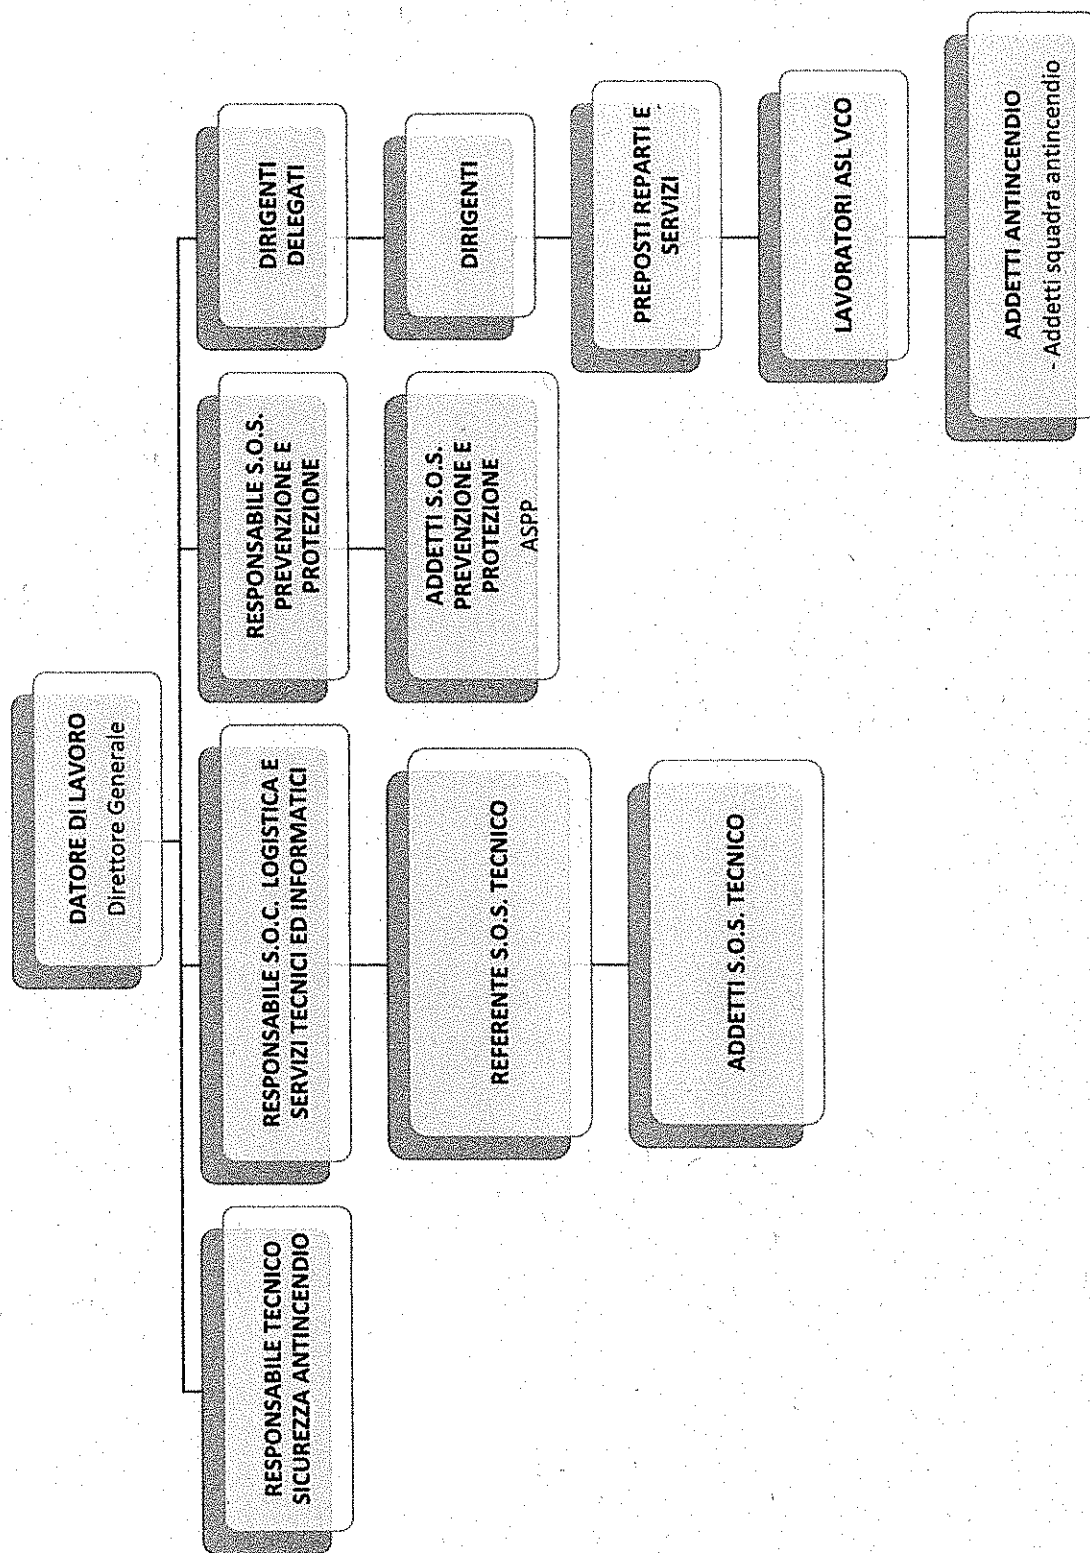 DATORE DI LAVORO
Direttore Generale
RESPONSABILE TECNICO
SICUREZZA ANTINCENDIO
RESPONSABILE S.O.C. LOGISTICA E
SERVIZI TECNICI ED INFORMATICI
REFERENTE S.O.S. TECNICO
ADDETTI S.O.S. TECNICO
RESPONSABILE S.O.S.
PREVENZIONE E
PROTEZIONE
ADDETTI S.O.S.
PREVENZIONE E
PROTEZIONE
ASPP
DIRIGENTI
DELEGATI
DIRIGENTI
PREPOSTI REPARTI E
SERVIZI
LAVORATORI ASL VCO
ADDETTI ANTINCENDIO
- Addetti squadra antincendio